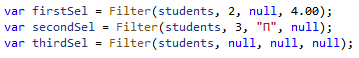 var firstSel = Filter(students, 2, null, 4.00);
var secondSel = Filter(students, 3, "П", null);
var thirdSel = Filter(students, null, null, null);